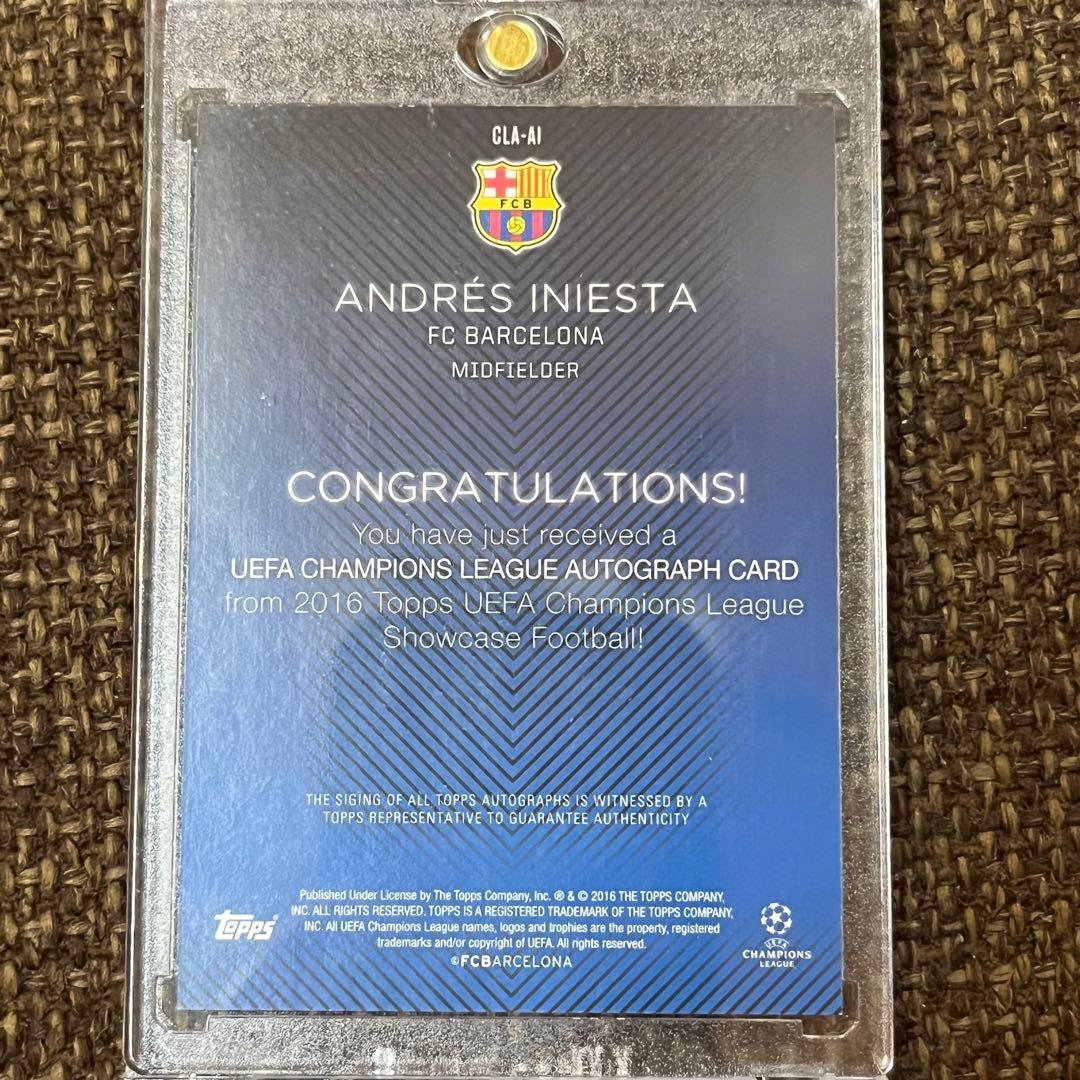 CLA-AI
FCB
ANDRÉS INIESTA
FC BARCELONA
MIDFIELDER
CONGRATULATIONS!
You have just received a
UEFA CHAMPIONS LEAGUE AUTOGRAPH CARD
from 2016 Topps UEFA Champions League
Showcase Football!
THE SIGING OF ALL TOPPS AUTOGRAPHS IS WITNESSED BY A
TOPPS REPRESENTATIVE TO GUARANTEE AUTHENTICITY
Published Under License by The Topps Company, Inc. ® & © 2016 THE TOPPS COMPANY,
INC. ALL RIGHTS RESERVED. TOPPS IS A REGISTERED TRADEMARK OF THE TOPPS COMPANY,
INC. All UEFA Champions League names, logos and trophies are the property, registered
trademarks and/or copyright of UEFA. All rights reserved.
©FCBARCELONA
Topps
UEFA
CHAMPIONS
LEAGUE